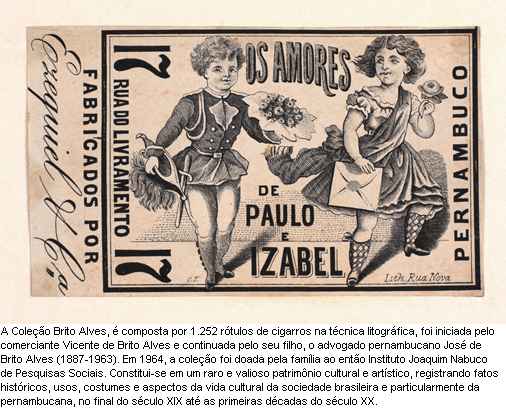 Ezequiel & Ca.
FABRICADOS POR
17 RUA DO LIVRAMENTO 17
OS AMORES
DE
PAULO
E
IZABEL
PERNAMBUCO
C.F.
Lith. Rua Nova
A Coleção Brito Alves, é composta por 1.252 rótulos de cigarros na técnica litográfica, foi iniciada pelo
comerciante Vicente de Brito Alves e continuada pelo seu filho, o advogado pernambucano José de
Brito Alves (1887-1963). Em 1964, a coleção foi doada pela família ao então Instituto Joaquim Nabuco
de Pesquisas Sociais. Constitui-se em um raro e valioso patrimônio cultural e artístico, registrando fatos
históricos, usos, costumes e aspectos da vida cultural da sociedade brasileira e particularmente da
pernambucana, no final do século XIX até as primeiras décadas do século XX.